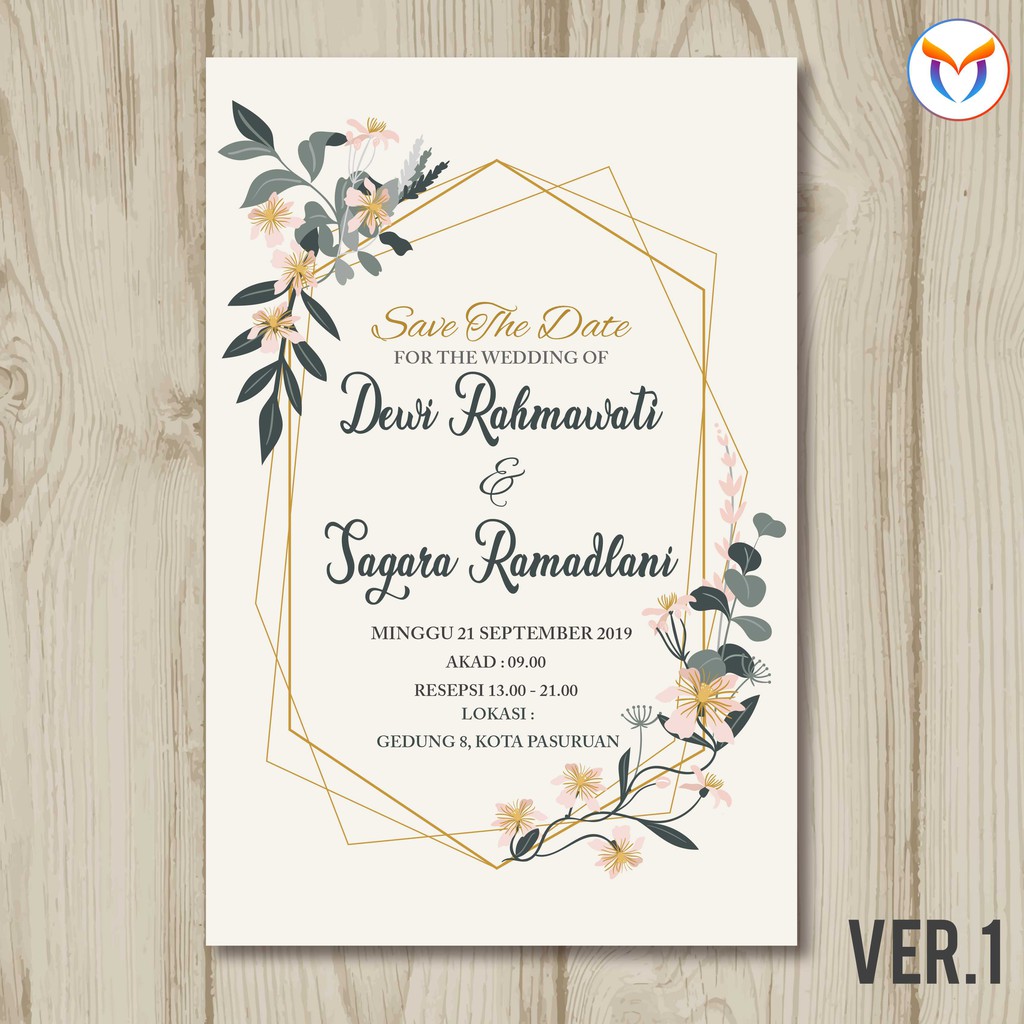 Save The Date
FOR THE WEDDING OF
Dewi Rahmawati
&
Sagara Ramadlani
MINGGU 21 SEPTEMBER 2019
AKAD : 09.00
RESEPSI 13.00 - 21.00
LOKASI :
GEDUNG 8, KOTA PASURUAN
VER.1